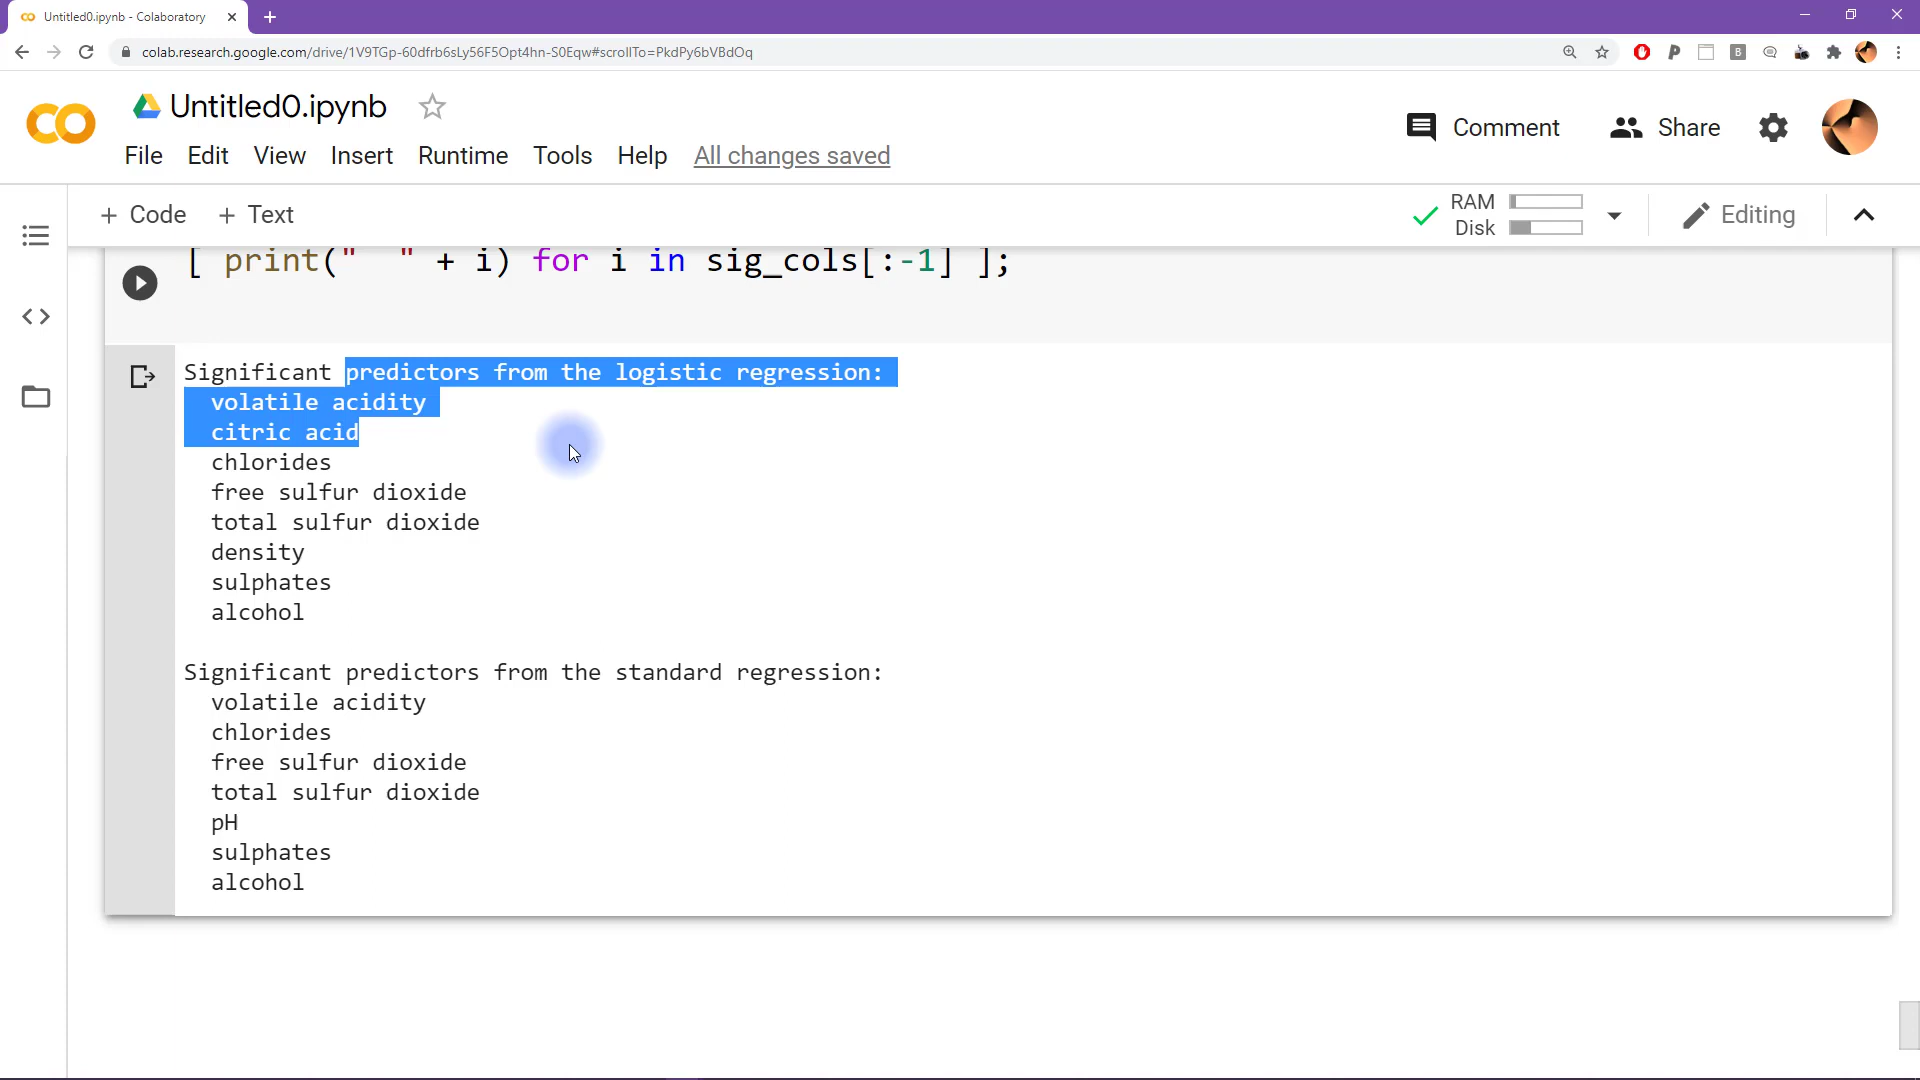 Untitled0.ipynb - Colaboratory
colab.research.google.com/drive/1V9TGp-60dfrb6sLy56F5Opt4hn-S0Eqw#scrollTo=PkdPy6bVBdOq
Untitled0.ipynb
Comment
Share
File Edit View Insert Runtime Tools Help All changes saved
+ Code + Text
RAM
Disk
Editing
[ print("  " + i) for i in sig_cols[:-1] ];
Significant predictors from the logistic regression:
volatile acidity
citric acid
chlorides
free sulfur dioxide
total sulfur dioxide
density
sulphates
alcohol
Significant predictors from the standard regression:
volatile acidity
chlorides
free sulfur dioxide
total sulfur dioxide
pH
sulphates
alcohol